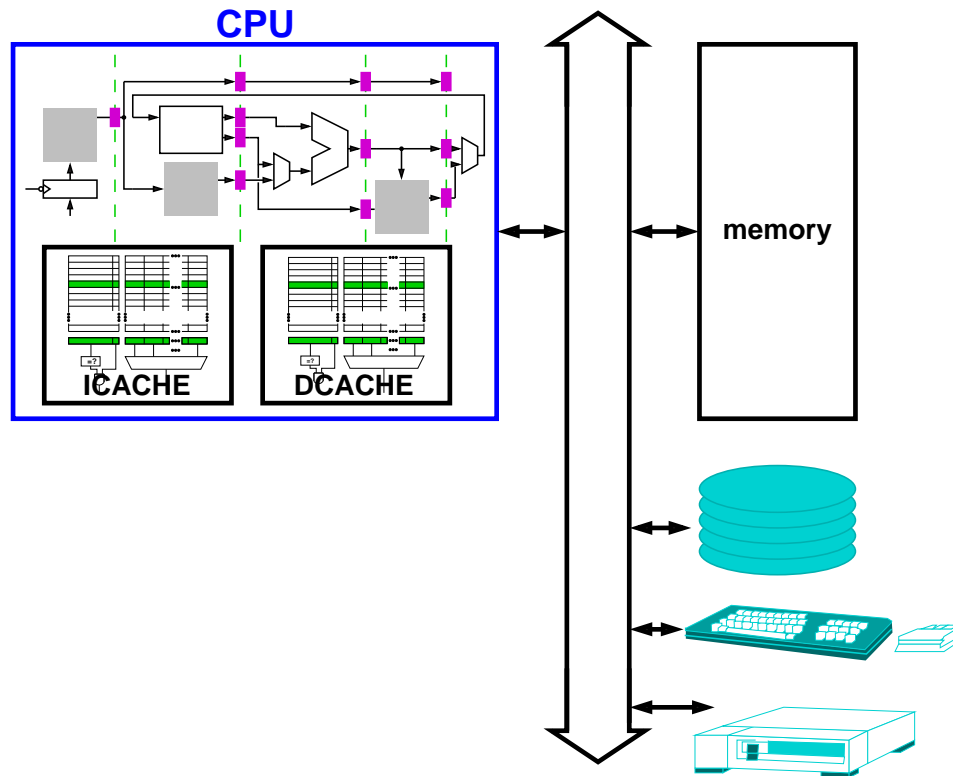 CPU
memory
=?
=?
ICACHE
DCACHE